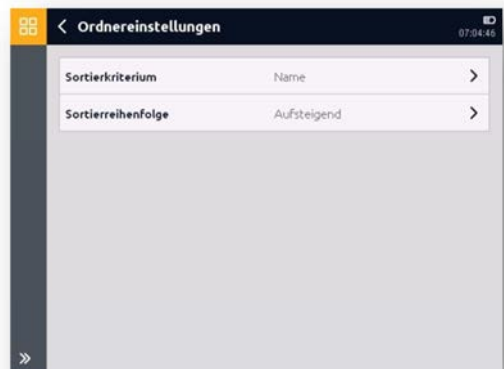 Ordnereinstellungen
07:04:46
Sortierkriterium Name
Sortierreihenfolge Aufsteigend